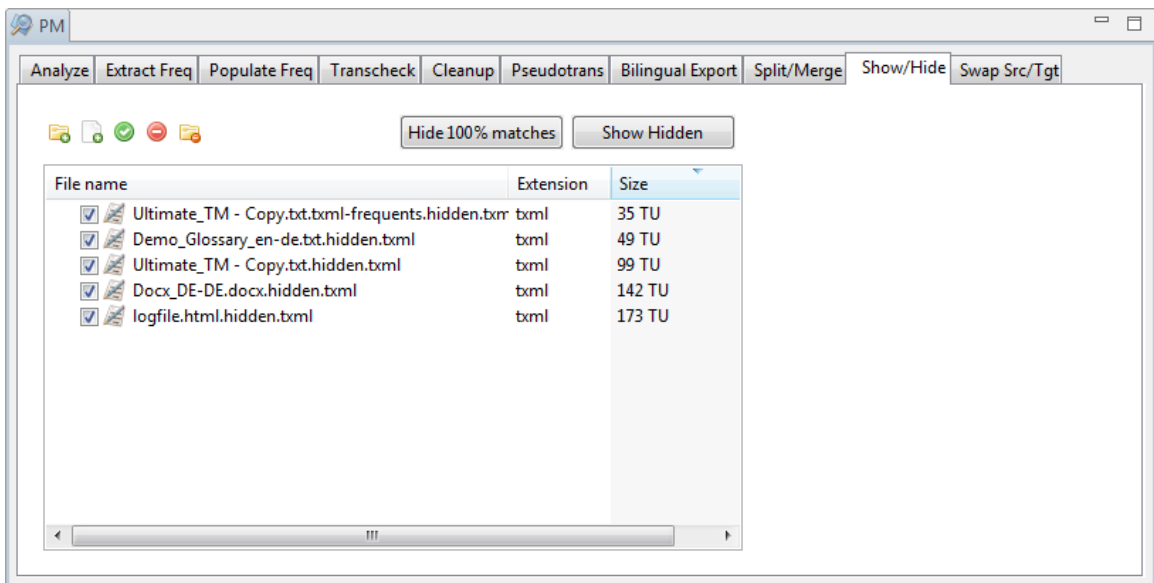 PM
Analyze Extract Freq Populate Freq Transcheck Cleanup Pseudotrans Bilingual Export Split/Merge Show/Hide Swap Src/Tgt
Hide 100% matches Show Hidden
File name Extension Size
Ultimate_TM - Copy.txt.txml-frequents.hidden.txm txml 35 TU
Demo_Glossary_en-de.txt.hidden.txml txml 49 TU
Ultimate_TM - Copy.txt.hidden.txml txml 99 TU
Docx_DE-DE.docx.hidden.txml txml 142 TU
logfile.html.hidden.txml txml 173 TU